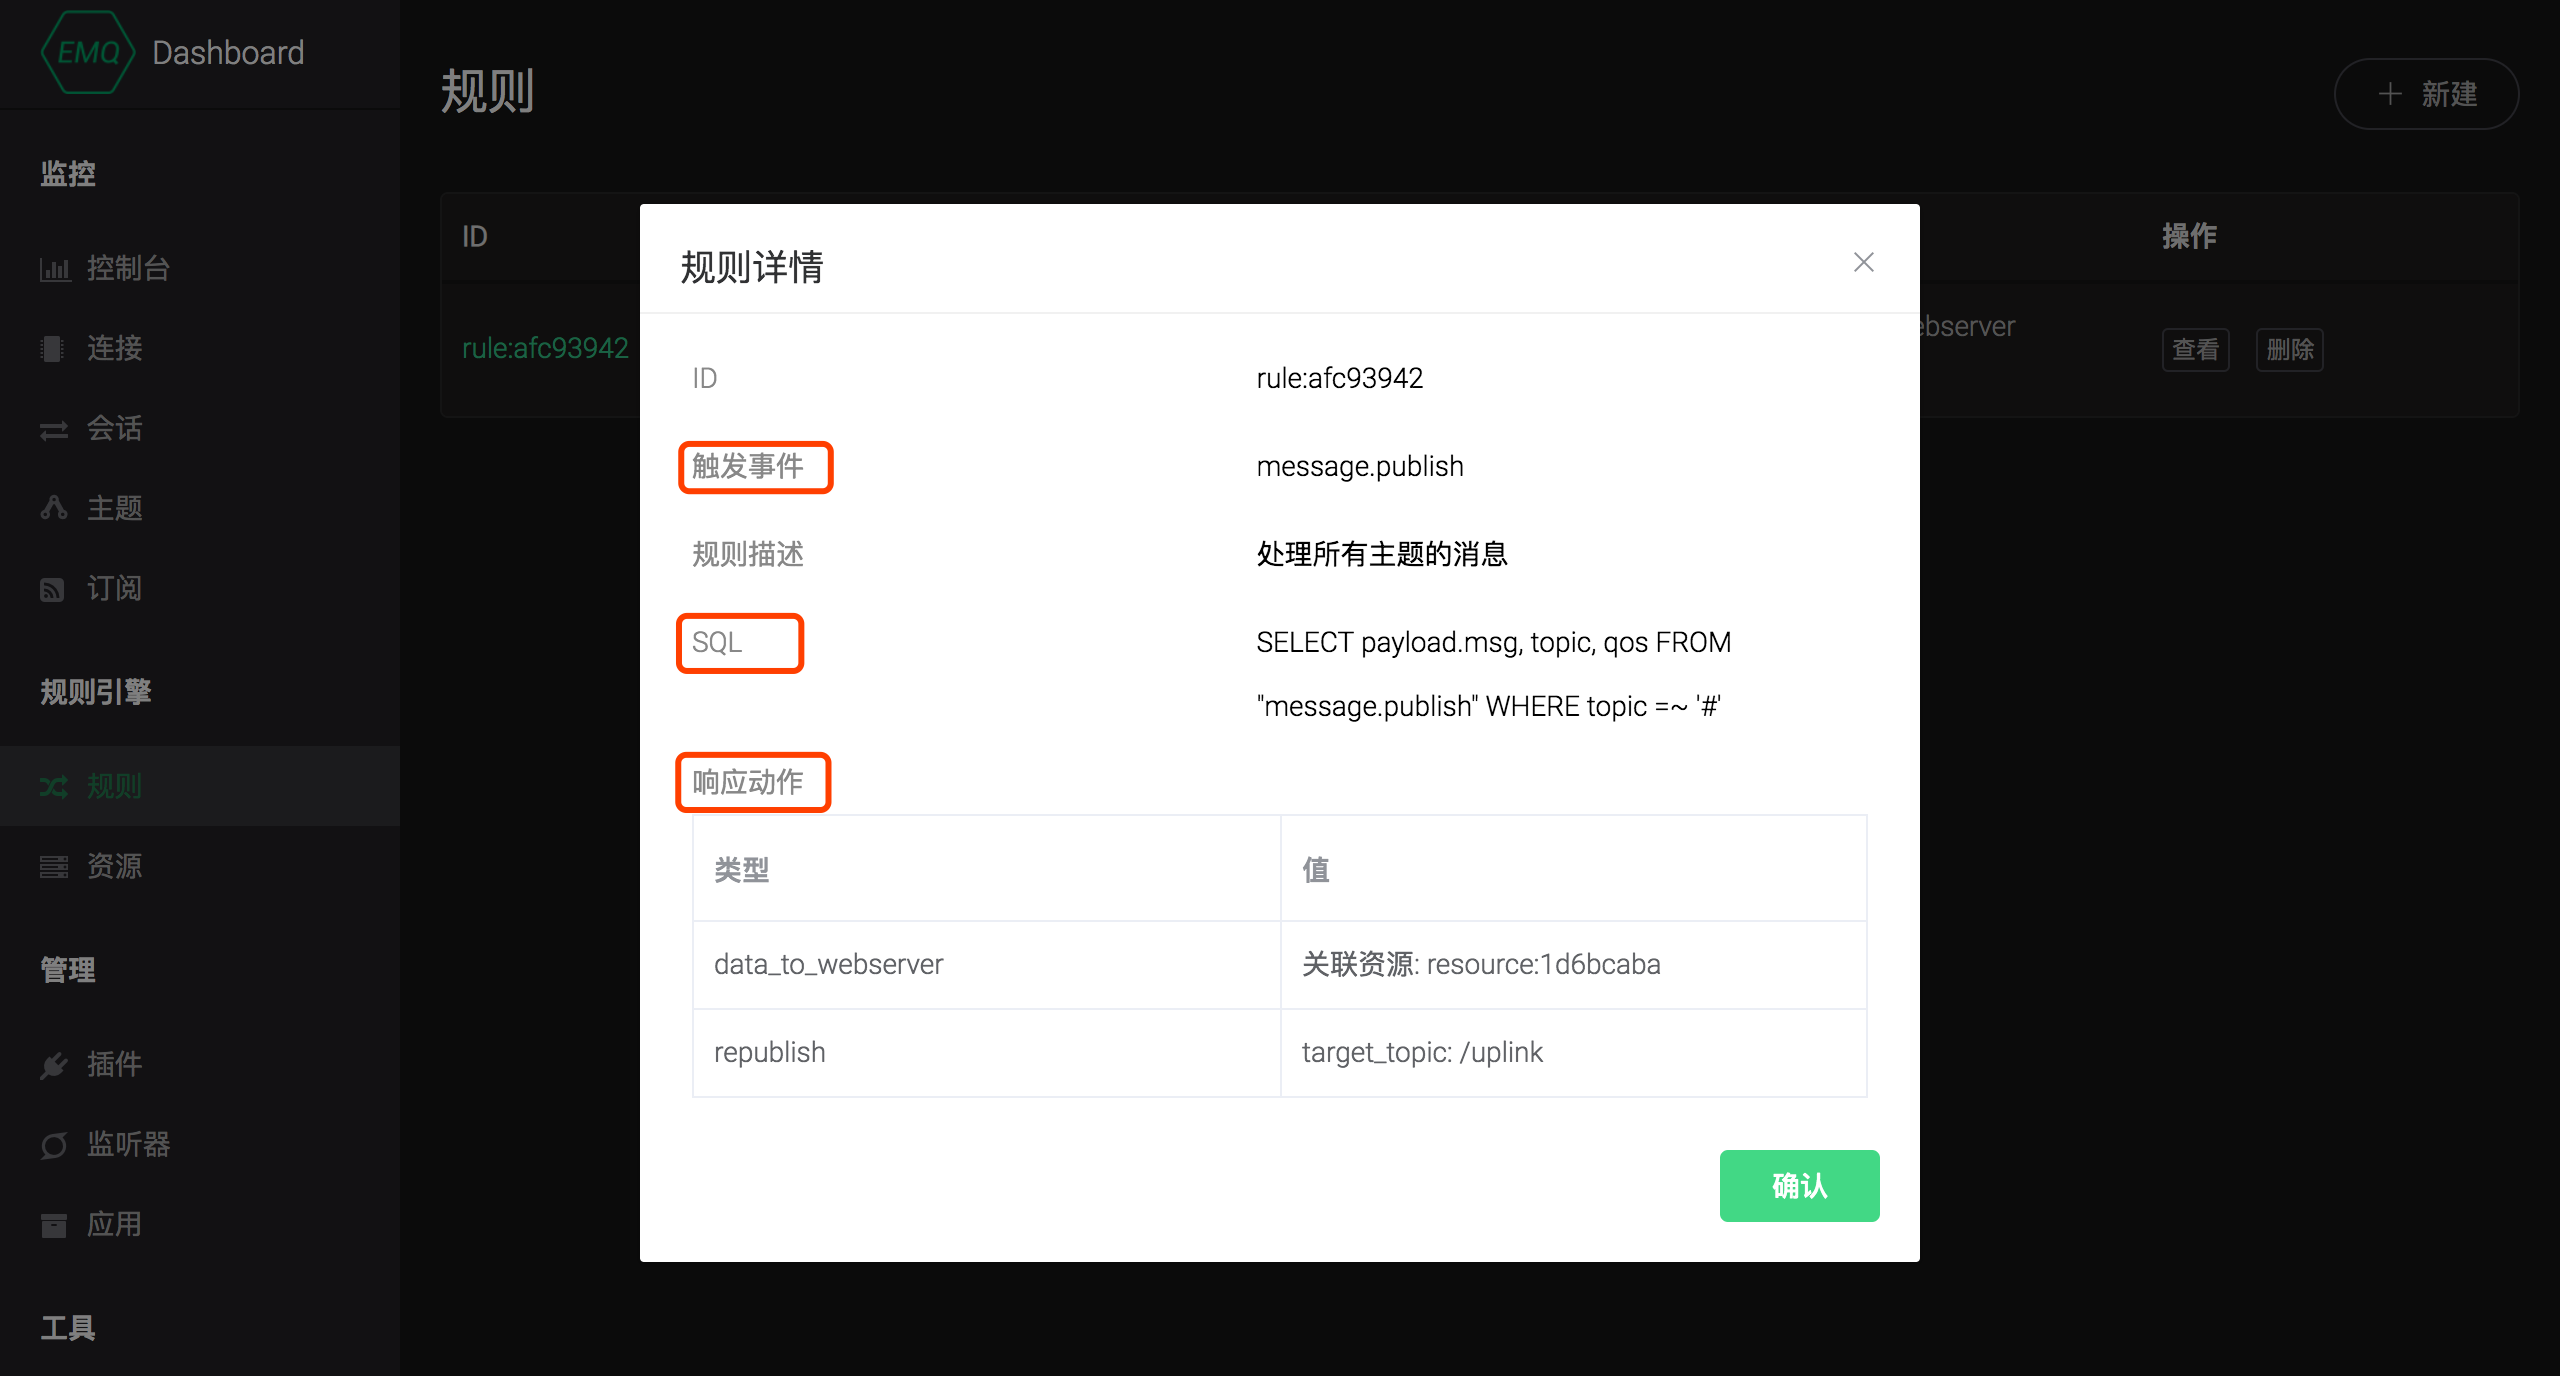 EMQ Dashboard
监控
控制台
连接
会话
主题
订阅
规则引擎
规则
资源
管理
插件
监听器
应用
工具
规则
新建
ID
操作
rule:afc93942
ebserver
查看
删除
规则详情
ID
rule:afc93942
触发事件
message.publish
规则描述
处理所有主题的消息
SQL
SELECT payload.msg, topic, qos FROM
"message.publish" WHERE topic =~ '#'
响应动作
类型
值
data_to_webserver
关联资源: resource:1d6bcaba
republish
target_topic: /uplink
确认